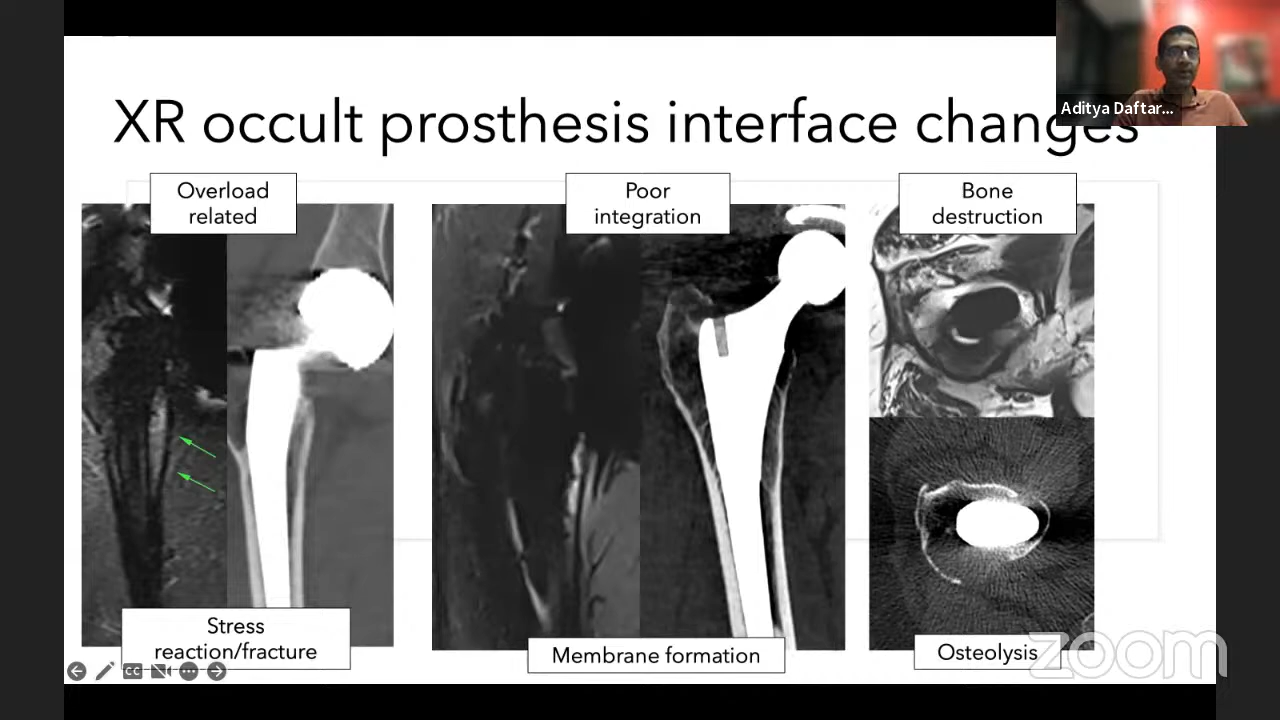 XR occult prosthesis interface changes
Aditya Daftar...
Overload
related
Poor
integration
Bone
destruction
Stress
reaction/fracture
Membrane formation
Osteolysis
CC
zoom